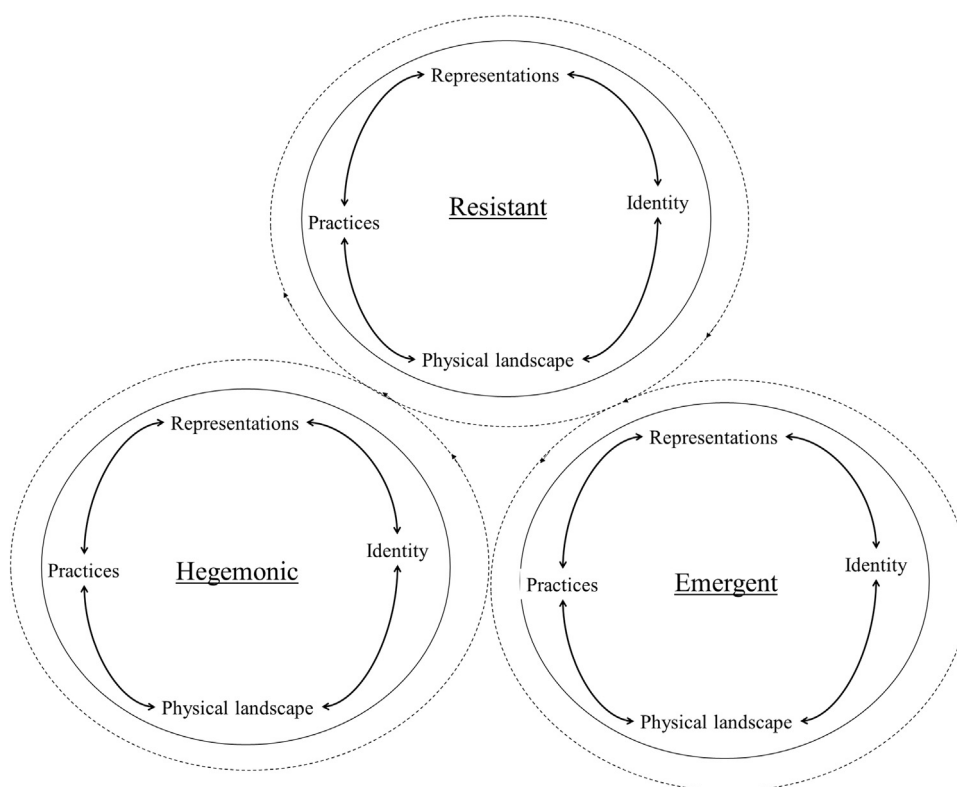 Representations
Resistant
Practices
Identity
Physical landscape
Representations
Hegemonic
Practices
Identity
Physical landscape
Representations
Emergent
Practices
Identity
Physical landscape